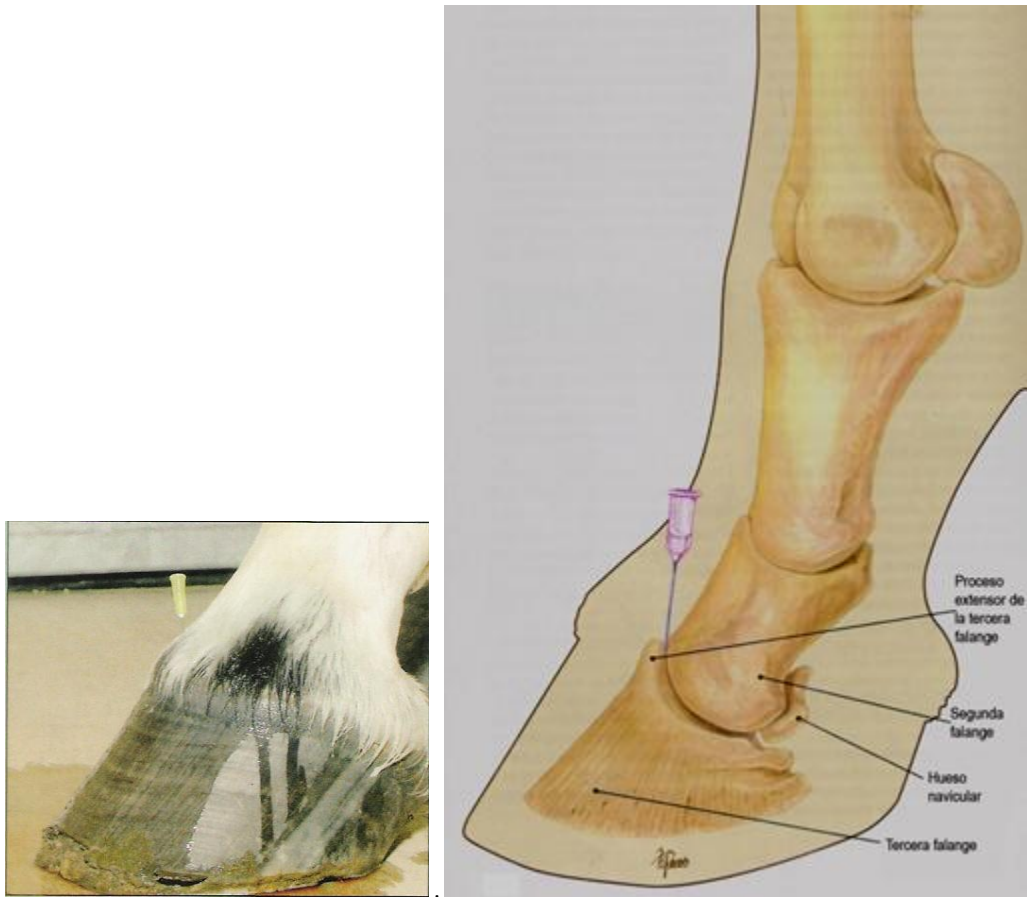 Proceso
extensor de
la tercera
falange
Segunda
falange
Hueso
navicular
Tercera falange